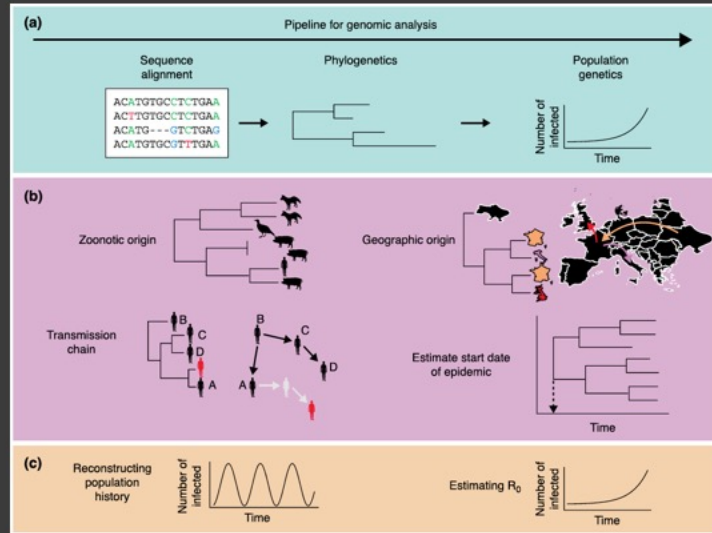 (a)
Pipeline for genomic analysis
Sequence
alignment
ACATGTGCCTCTGAA
ACTTGTGCCTCTGAA
ACATG---GTCTGAG
ACATGTGCGTTTGAA
Phylogenetics
Population
genetics
Number of
infected
Time
(b)
Zoonotic origin
Geographic origin
Transmission
chain
B
C
D
A
B
C
D
A
Estimate start date
of epidemic
Time
(c)
Reconstructing
population
history
Number of
infected
Time
Estimating R0
Number of
infected
Time